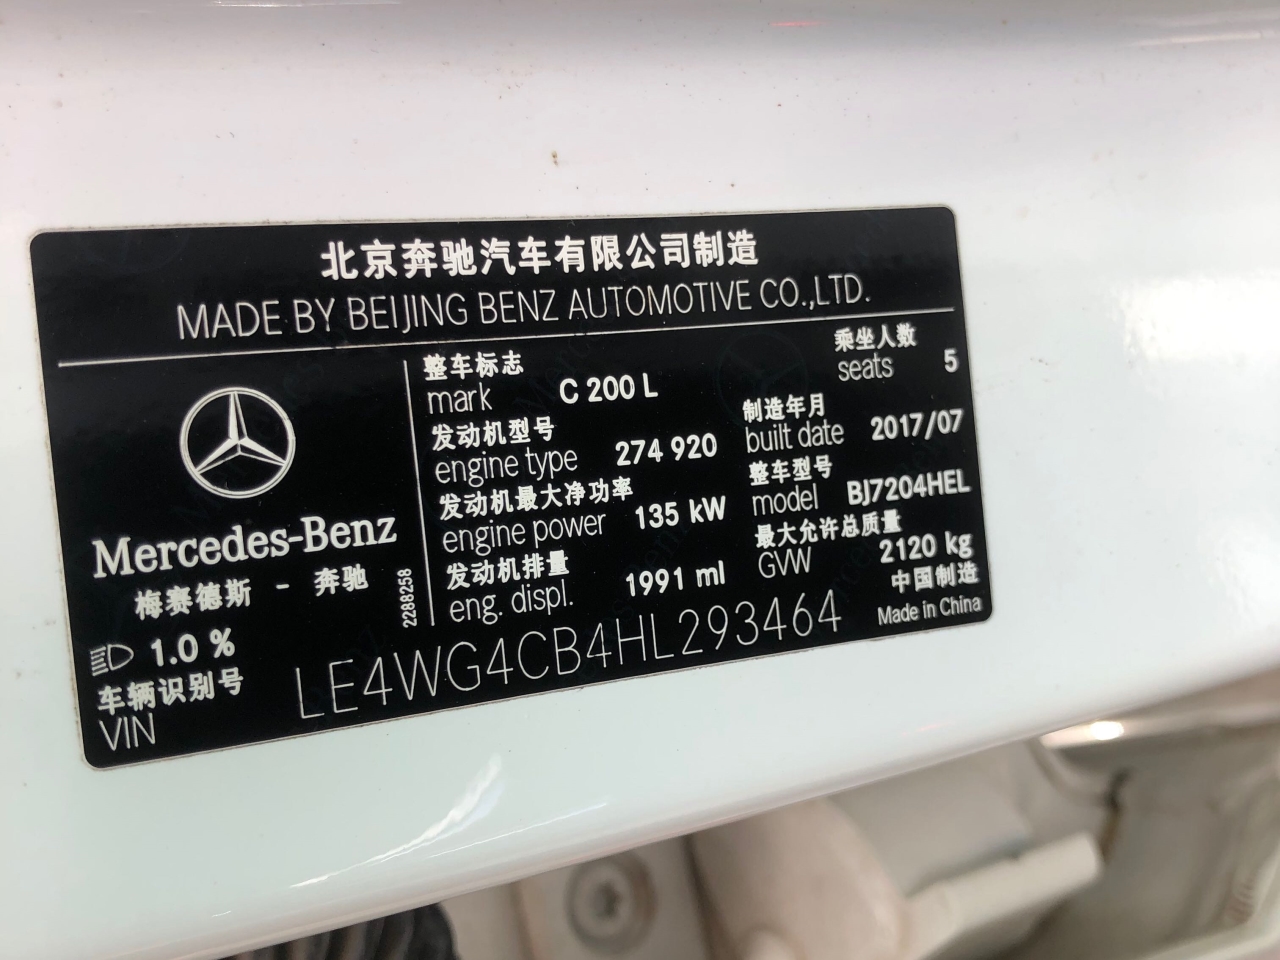 北京奔驰汽车有限公司制造
MADE BY BEIJING BENZ AUTOMOTIVE CO.,LTD.
Mercedes-Benz
梅赛德斯 - 奔驰
1.0 %
2288258
整车标志
mark C 200 L
乘坐人数
seats 5
发动机型号
engine type 274 920
制造年月
built date 2017/07
发动机最大净功率
engine power 135 kW
整车型号
model BJ7204HEL
发动机排量
eng. displ. 1991 ml
最大允许总质量
GVW 2120 kg
中国制造
Made in China
车辆识别号
VIN LE4WG4CB4HL293464